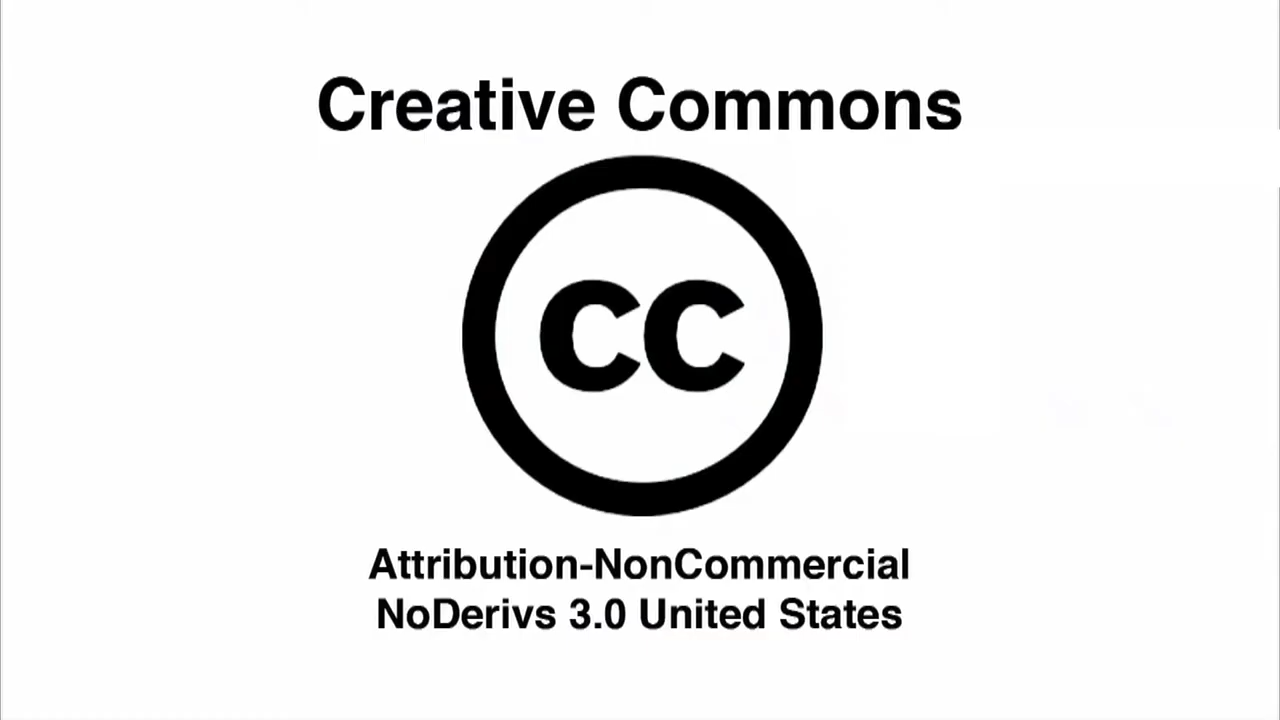 Creative Commons
cc
Attribution-NonCommercial
NoDerivs 3.0 United States